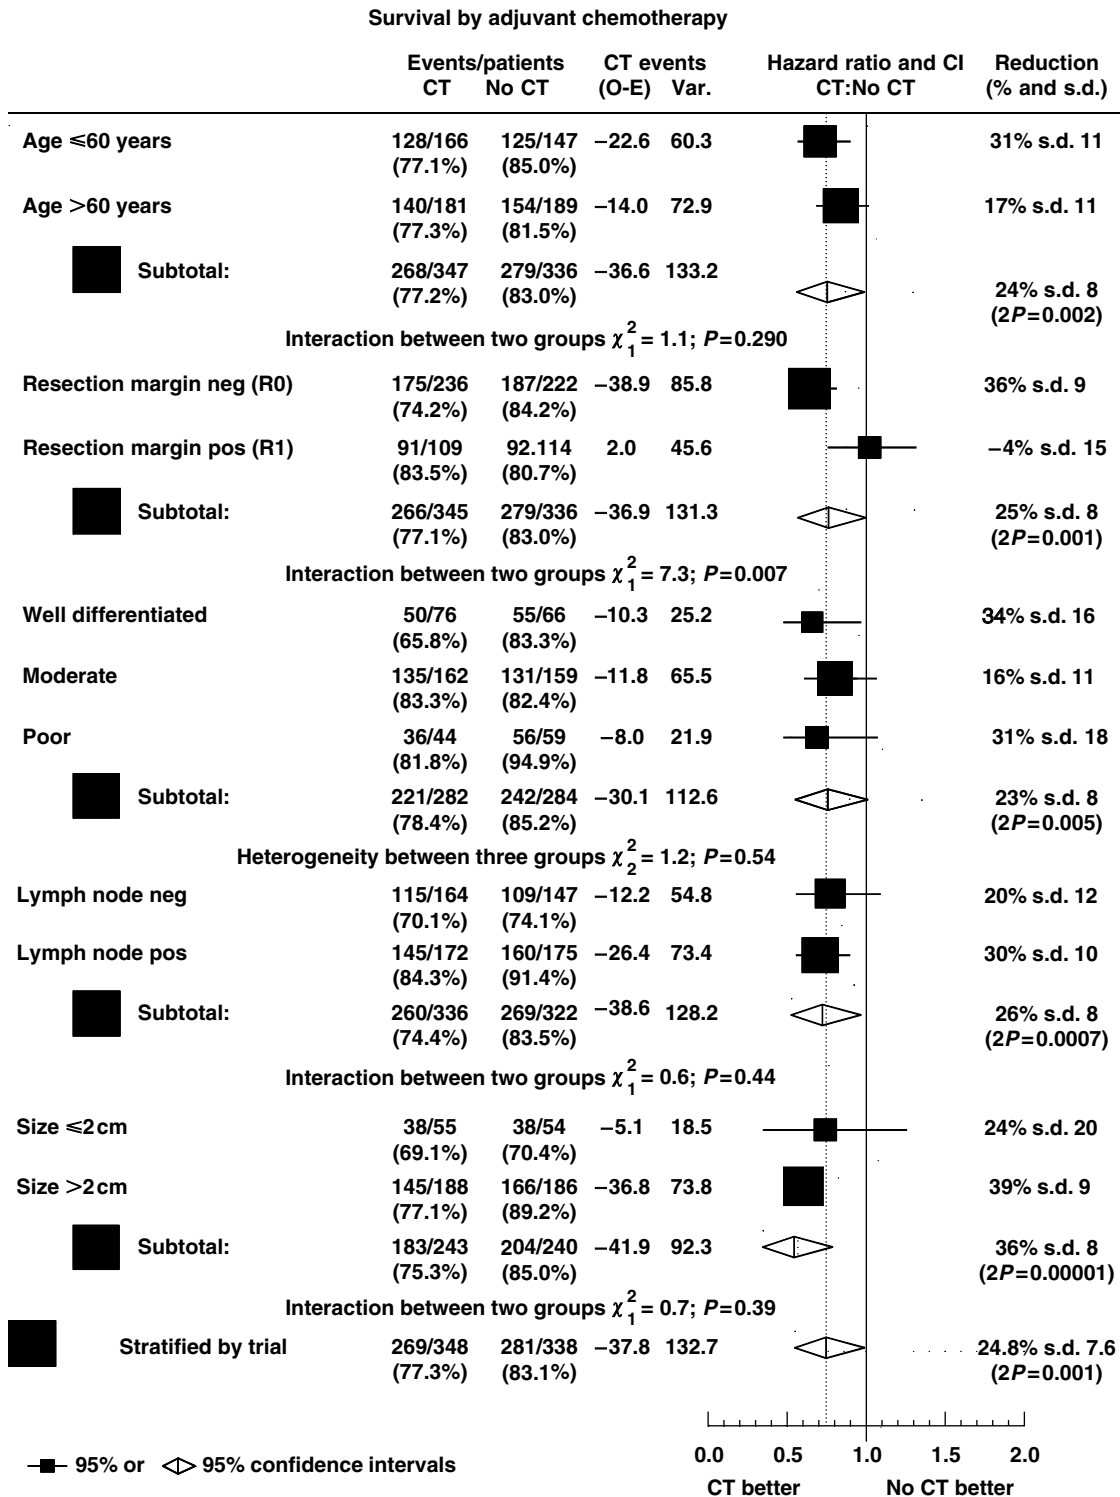 Survival by adjuvant chemotherapy
Events/patients CT events Hazard ratio and CI Reduction
CT No CT (O-E) Var. CT:No CT (% and s.d.)
Age ⩽60 years 128/166 125/147 −22.6 60.3 31% s.d. 11
(77.1%) (85.0%)
Age >60 years 140/181 154/189 −14.0 72.9 17% s.d. 11
(77.3%) (81.5%)
Subtotal: 268/347 279/336 −36.6 133.2 24% s.d. 8
(77.2%) (83.0%) (2P=0.002)
Interaction between two groups χ²₁ = 1.1; P=0.290
Resection margin neg (R0) 175/236 187/222 −38.9 85.8 36% s.d. 9
(74.2%) (84.2%)
Resection margin pos (R1) 91/109 92.114 2.0 45.6 −4% s.d. 15
(83.5%) (80.7%)
Subtotal: 266/345 279/336 −36.9 131.3 25% s.d. 8
(77.1%) (83.0%) (2P=0.001)
Interaction between two groups χ²₁ = 7.3; P=0.007
Well differentiated 50/76 55/66 −10.3 25.2 34% s.d. 16
(65.8%) (83.3%)
Moderate 135/162 131/159 −11.8 65.5 16% s.d. 11
(83.3%) (82.4%)
Poor 36/44 56/59 −8.0 21.9 31% s.d. 18
(81.8%) (94.9%)
Subtotal: 221/282 242/284 −30.1 112.6 23% s.d. 8
(78.4%) (85.2%) (2P=0.005)
Heterogeneity between three groups χ²₂ = 1.2; P=0.54
Lymph node neg 115/164 109/147 −12.2 54.8 20% s.d. 12
(70.1%) (74.1%)
Lymph node pos 145/172 160/175 −26.4 73.4 30% s.d. 10
(84.3%) (91.4%)
Subtotal: 260/336 269/322 −38.6 128.2 26% s.d. 8
(74.4%) (83.5%) (2P=0.0007)
Interaction between two groups χ²₁ = 0.6; P=0.44
Size ⩽2cm 38/55 38/54 −5.1 18.5 24% s.d. 20
(69.1%) (70.4%)
Size >2cm 145/188 166/186 −36.8 73.8 39% s.d. 9
(77.1%) (89.2%)
Subtotal: 183/243 204/240 −41.9 92.3 36% s.d. 8
(75.3%) (85.0%) (2P=0.00001)
Interaction between two groups χ²₁ = 0.7; P=0.39
Stratified by trial 269/348 281/338 −37.8 132.7 24.8% s.d. 7.6
(77.3%) (83.1%) (2P=0.001)
0.0 0.5 1.0 1.5 2.0
95% or 95% confidence intervals
CT better No CT better